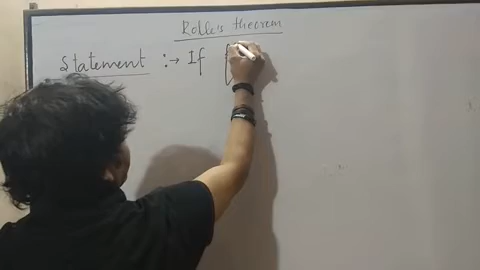 Rolle's theorem
Statement :→ If f